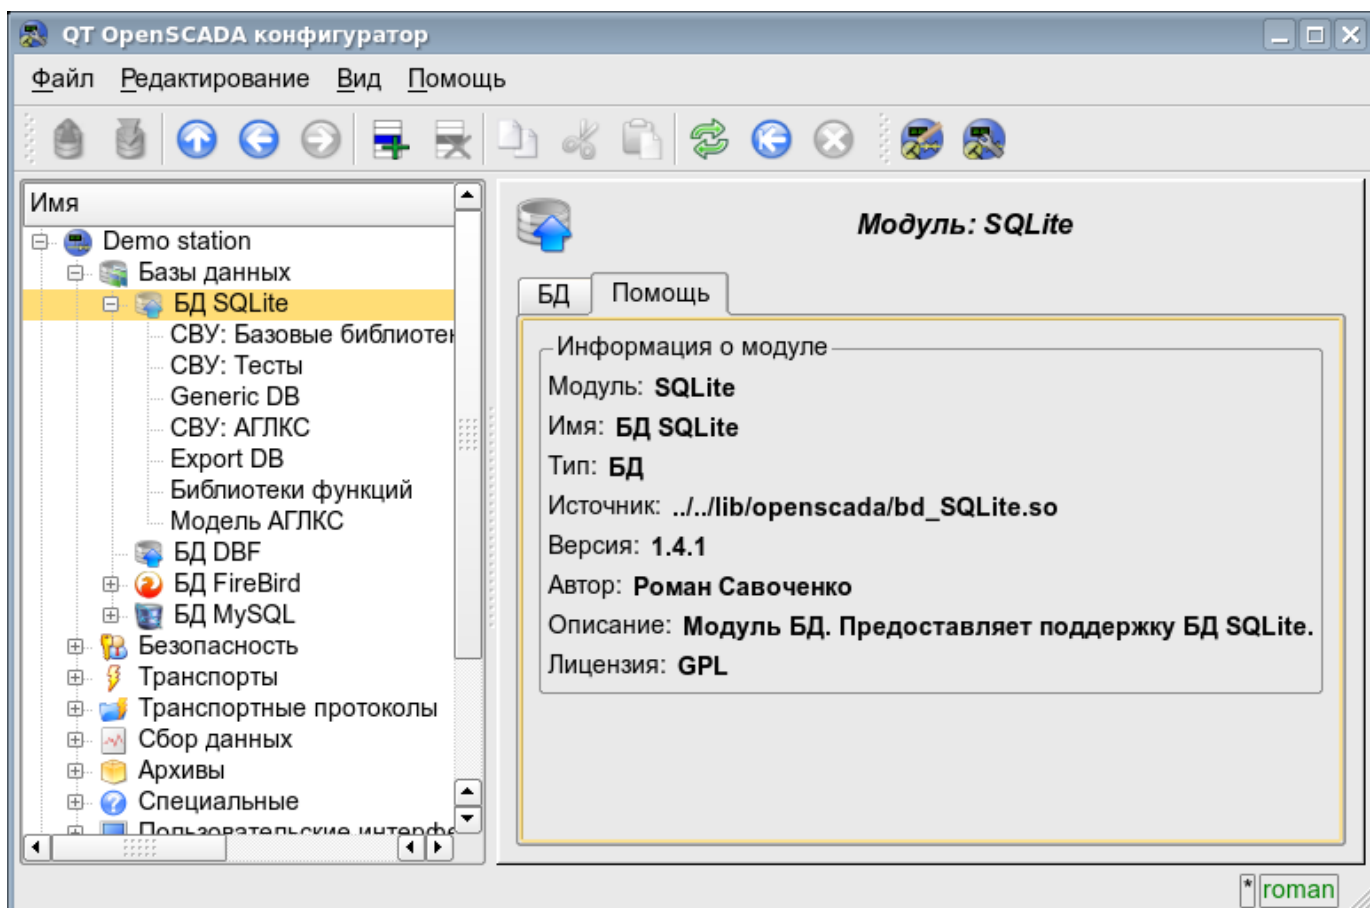 QT OpenSCADA конфигуратор
Файл Редактирование Вид Помощь
Имя
Demo station
Базы данных
БД SQLite
СВУ: Базовые библиотек
СВУ: Тесты
Generic DB
СВУ: АГЛКС
Export DB
Библиотеки функций
Модель АГЛКС
БД DBF
БД FireBird
БД MySQL
Безопасность
Транспорты
Транспортные протоколы
Сбор данных
Архивы
Специальные
Пользовательские интерфе
Модуль: SQLite
БД Помощь
Информация о модуле
Модуль: SQLite
Имя: БД SQLite
Тип: БД
Источник: ../../lib/openscada/bd_SQLite.so
Версия: 1.4.1
Автор: Роман Савоченко
Описание: Модуль БД. Предоставляет поддержку БД SQLite.
Лицензия: GPL
* roman